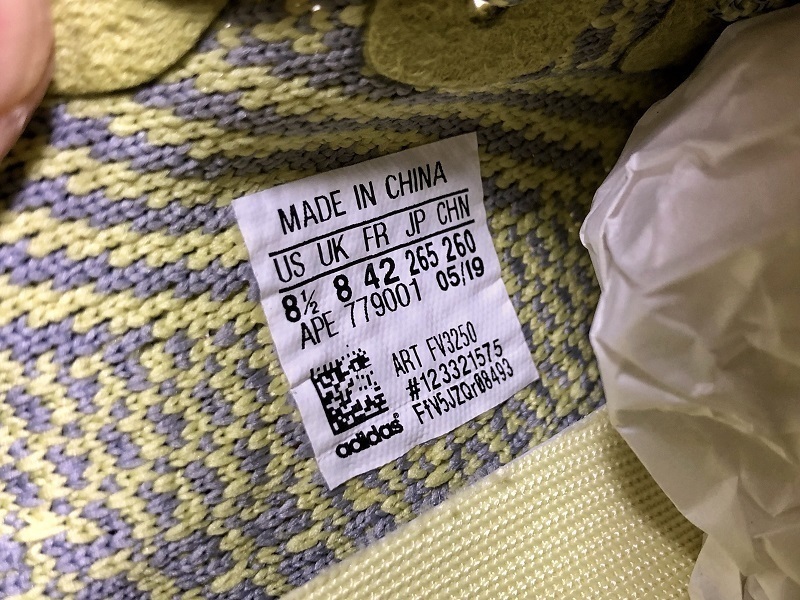 MADE IN CHINA
US UK FR JP CHN
8½ 8 42 265 260
APE 779001 05/19
ART FV3250
#123321575
FfV5JZQr08493
adidas